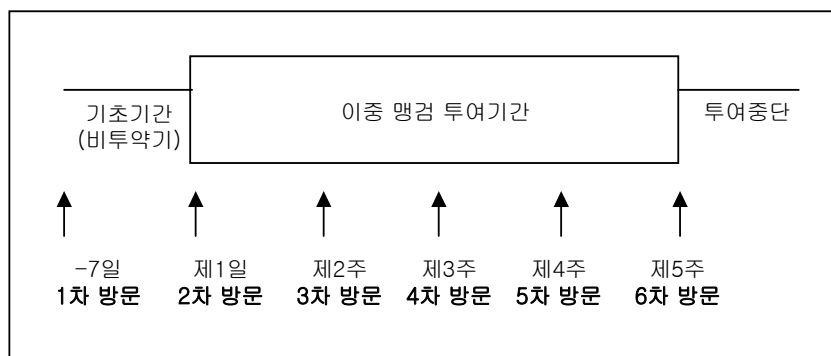 기초기간
(비투약기)
이중 맹검 투여기간
투여중단
-7일
1차 방문
제1일
2차 방문
제2주
3차 방문
제3주
4차 방문
제4주
5차 방문
제5주
6차 방문